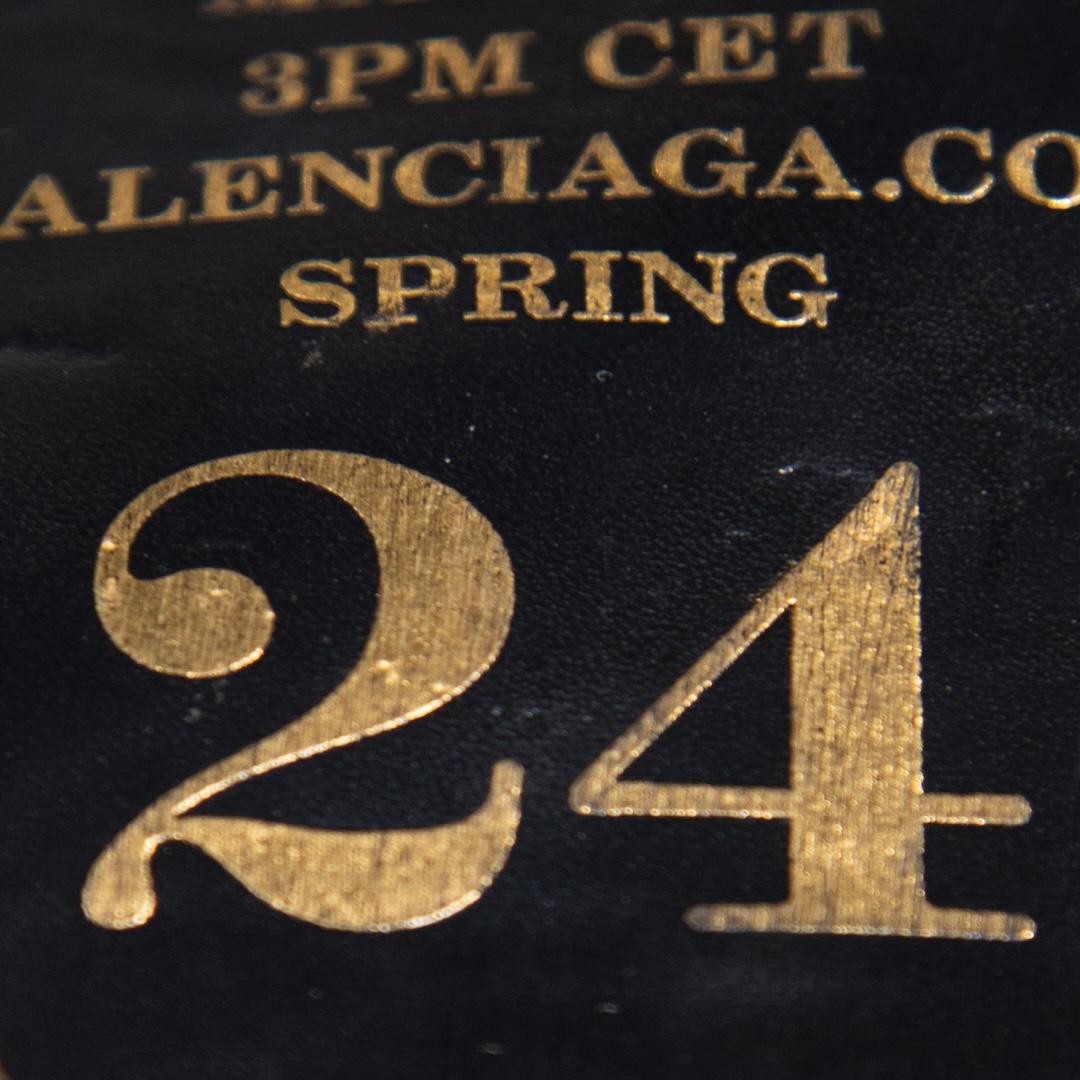 3PM CET
ALENCIAGA.CO
SPRING
24